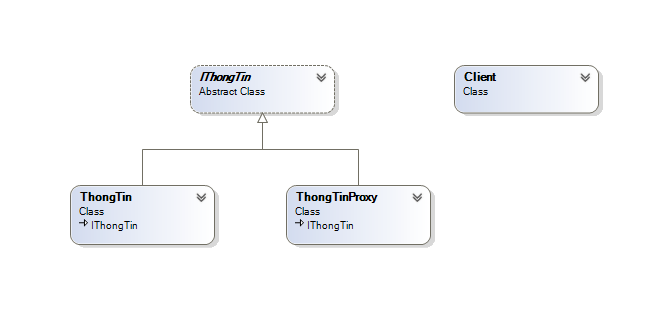 IThongTin
Abstract Class
Client
Class
ThongTin
Class
IThongTin
ThongTinProxy
Class
IThongTin